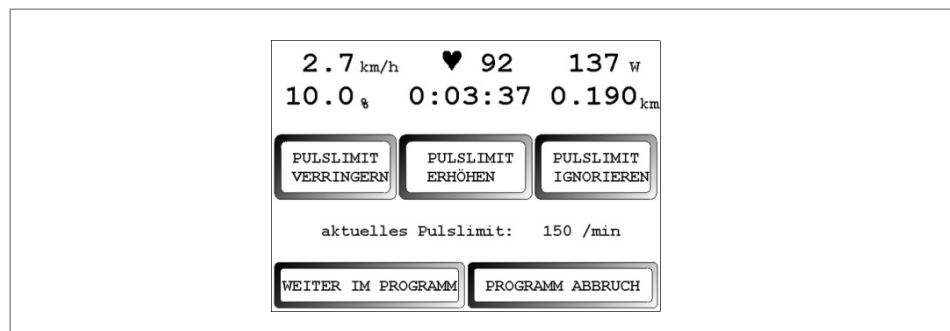 2.7 km/h ♥ 92 137 W
10.0 % 0:03:37 0.190 km
PULSLIMIT VERRINGERN
PULSLIMIT ERHÖHEN
PULSLIMIT IGNORIEREN
aktuelles Pulslimit: 150 /min
WEITER IM PROGRAMM PROGRAMM ABBRUCH